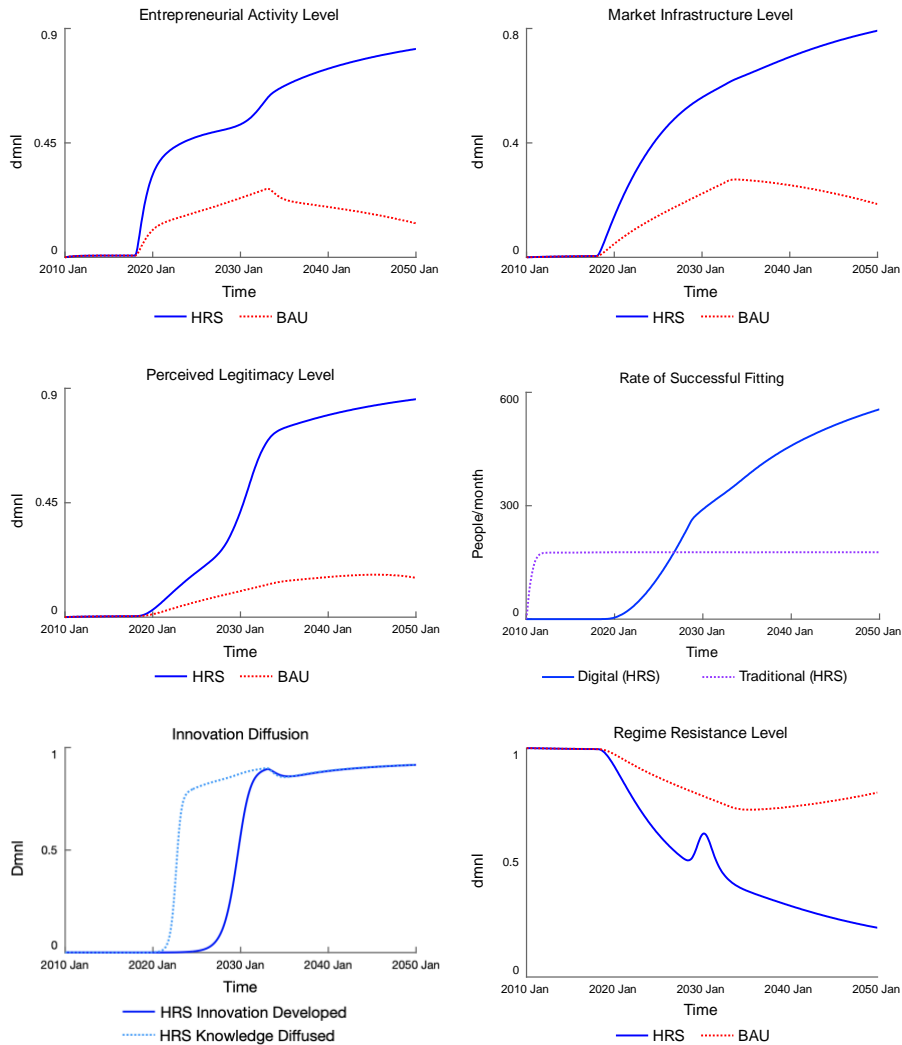 Entrepreneurial Activity Level
0.9
0.45
0
dmnl
2010 Jan 2020 Jan 2030 Jan 2040 Jan 2050 Jan
Time
HRS BAU
Market Infrastructure Level
0.8
0.4
0
dmnl
2010 Jan 2020 Jan 2030 Jan 2040 Jan 2050 Jan
Time
HRS BAU
Perceived Legitimacy Level
0.9
0.45
0
dmnl
2010 Jan 2020 Jan 2030 Jan 2040 Jan 2050 Jan
Time
HRS BAU
Rate of Successful Fitting
600
300
0
People/month
2010 Jan 2020 Jan 2030 Jan 2040 Jan 2050 Jan
Time
Digital (HRS) Traditional (HRS)
Innovation Diffusion
1
0.5
0
Dmnl
2010 Jan 2020 Jan 2030 Jan 2040 Jan 2050 Jan
Time
HRS Innovation Developed
HRS Knowledge Diffused
Regime Resistance Level
1
0.5
0
dmnl
2010 Jan 2020 Jan 2030 Jan 2040 Jan 2050 Jan
Time
HRS BAU